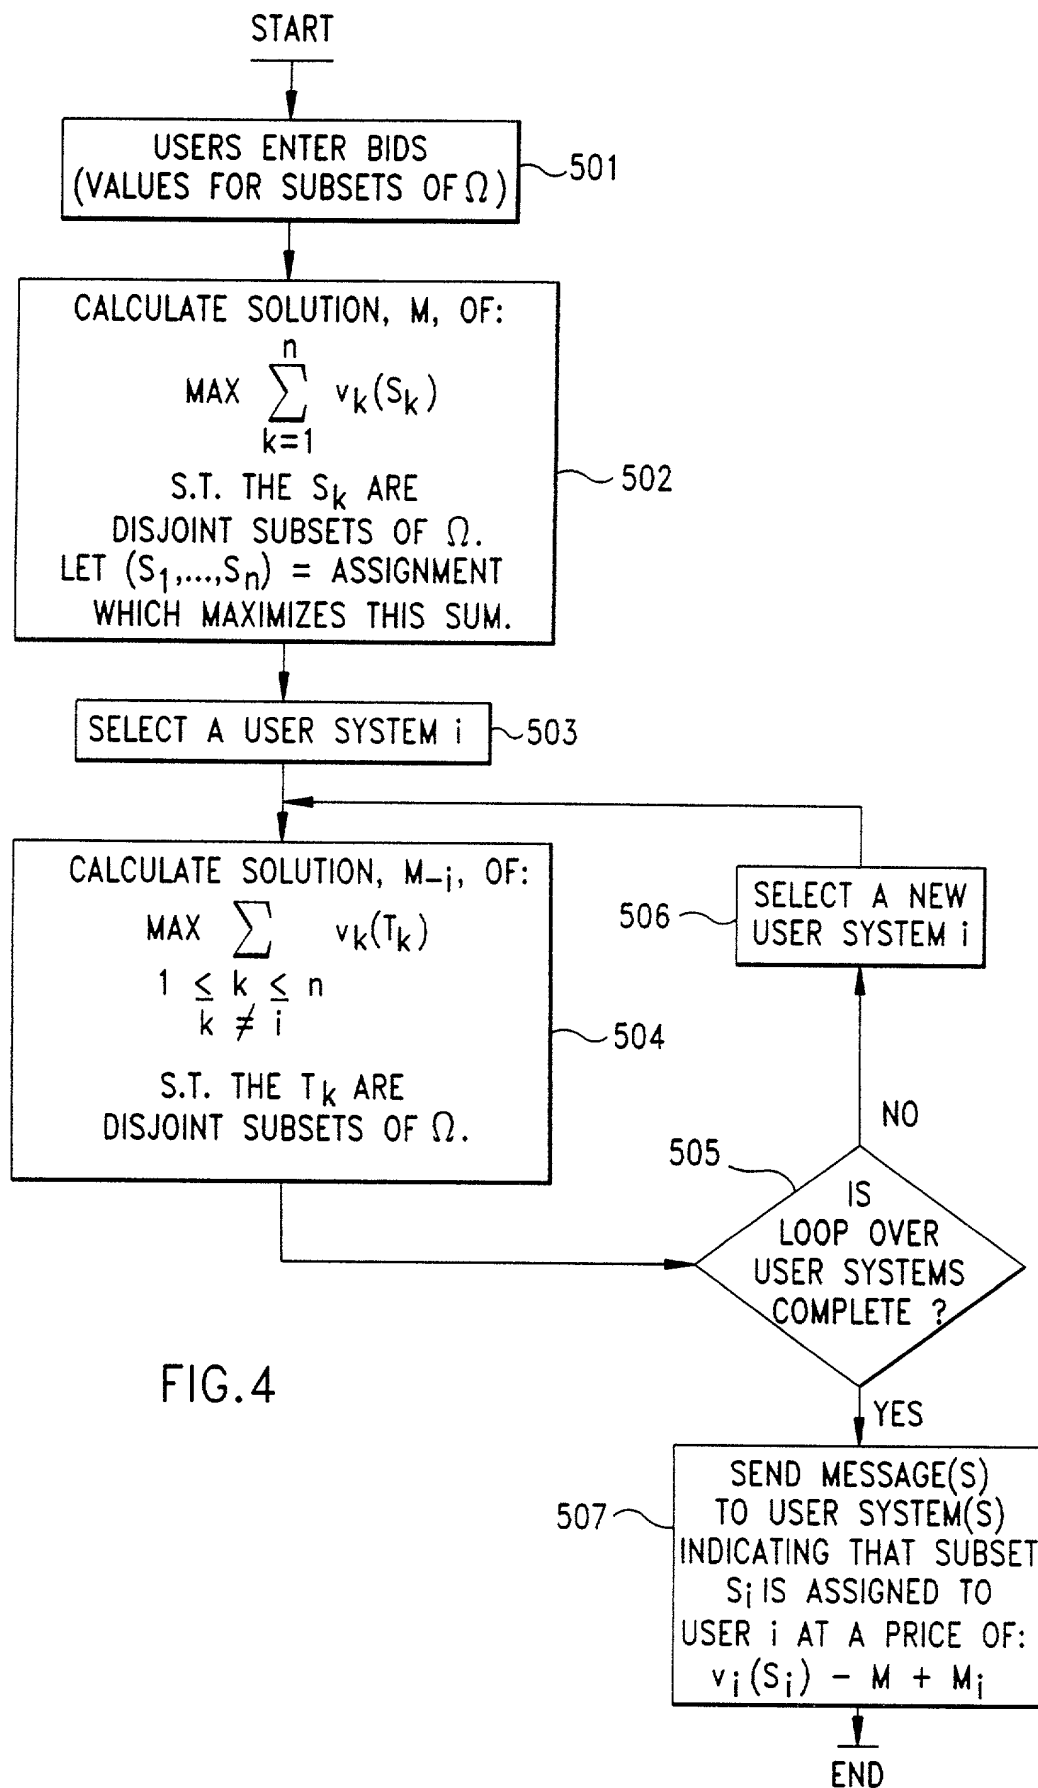 START
USERS ENTER BIDS
(VALUES FOR SUBSETS OF Ω)
501
CALCULATE SOLUTION, M, OF:
n
MAX ∑ vk(Sk)
k=1
S.T. THE Sk ARE
DISJOINT SUBSETS OF Ω.
LET (S1,...,Sn) = ASSIGNMENT
WHICH MAXIMIZES THIS SUM.
502
SELECT A USER SYSTEM i
503
CALCULATE SOLUTION, M–i, OF:
MAX ∑ vk(Tk)
1 ≤ k ≤ n
k ≠ i
S.T. THE Tk ARE
DISJOINT SUBSETS OF Ω.
504
506
SELECT A NEW
USER SYSTEM i
NO
505
IS
LOOP OVER
USER SYSTEMS
COMPLETE ?
FIG.4
YES
507
SEND MESSAGE(S)
TO USER SYSTEM(S)
INDICATING THAT SUBSET
Si IS ASSIGNED TO
USER i AT A PRICE OF:
vi(Si) – M + Mi
END